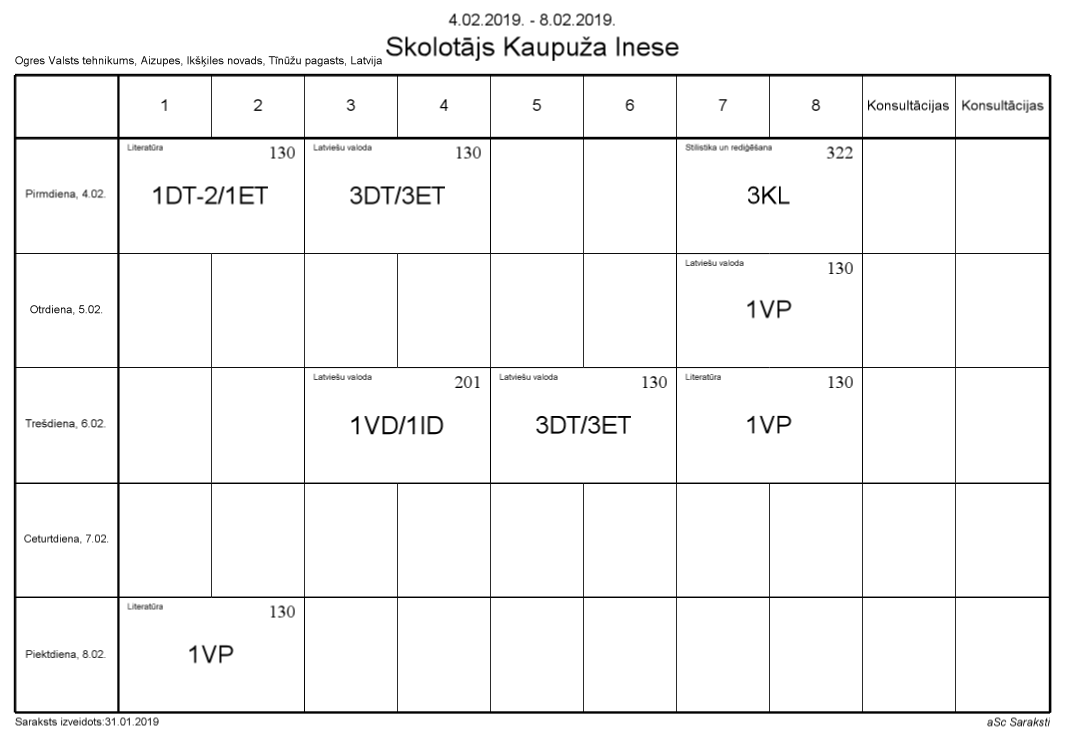 4.02.2019. - 8.02.2019.
Skolotājs Kaupuža Inese
Ogres Valsts tehnikums, Aizupes, Ikšķiles novads, Tīnūžu pagasts, Latvija
1 2 3 4 5 6 7 8 Konsultācijas Konsultācijas
Pirmdiena, 4.02.
Literatūra 130
1DT-2/1ET
Latviešu valoda 130
3DT/3ET
Stilistika un rediģēšana 322
3KL
Otrdiena, 5.02.
Latviešu valoda 130
1VP
Trešdiena, 6.02.
Latviešu valoda 201
1VD/1ID
Latviešu valoda 130
3DT/3ET
Literatūra 130
1VP
Ceturtdiena, 7.02.
Piektdiena, 8.02.
Literatūra 130
1VP
Saraksts izveidots:31.01.2019
aSc Saraksti